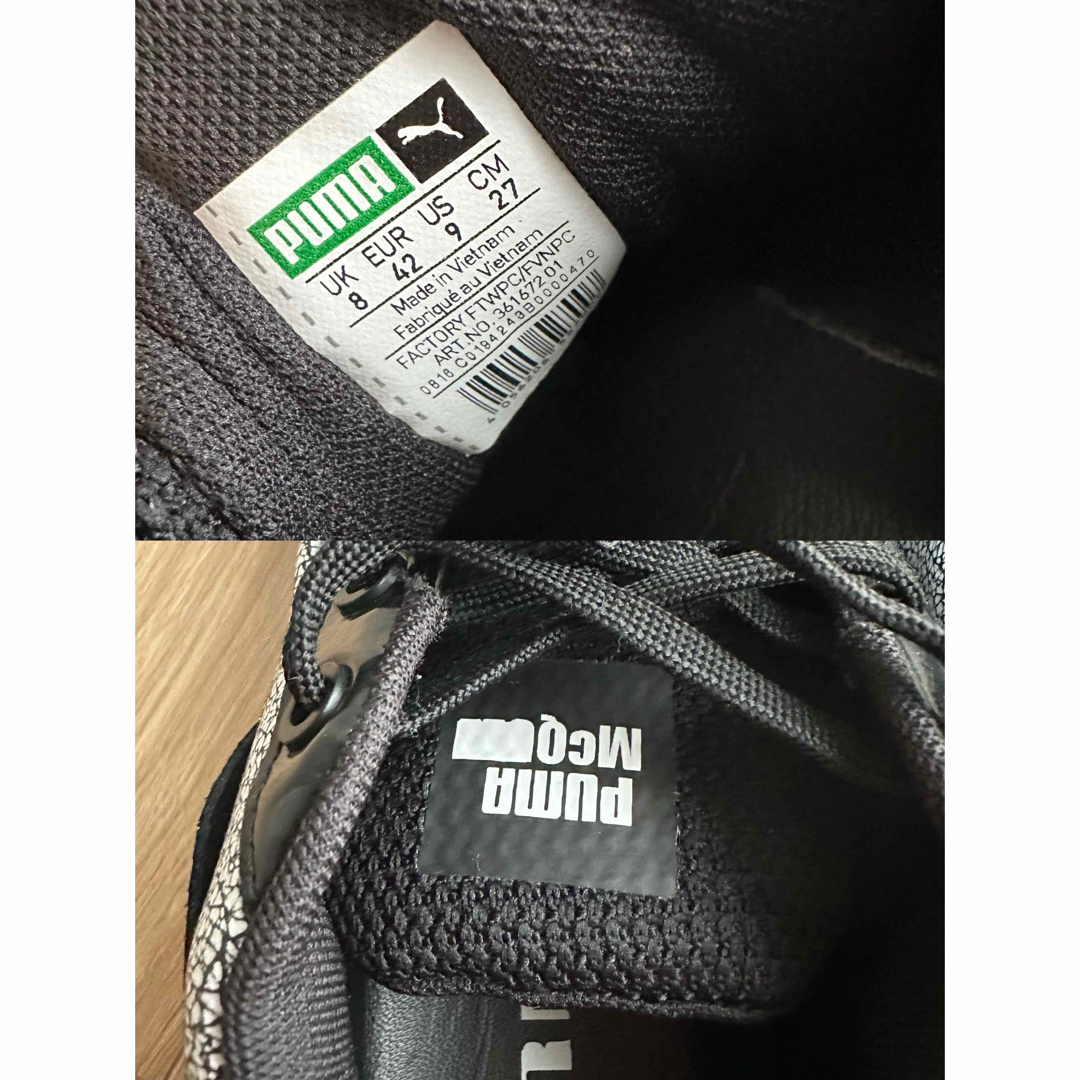 PUMA
UK EUR US CM
8 42 9 27
Made in Vietnam
Fabriqué au Vietnam
FACTORY FTWPC/FVNPC
ART.NO. 361672 01
0818 C0184243B0000470
PUMA
McQ